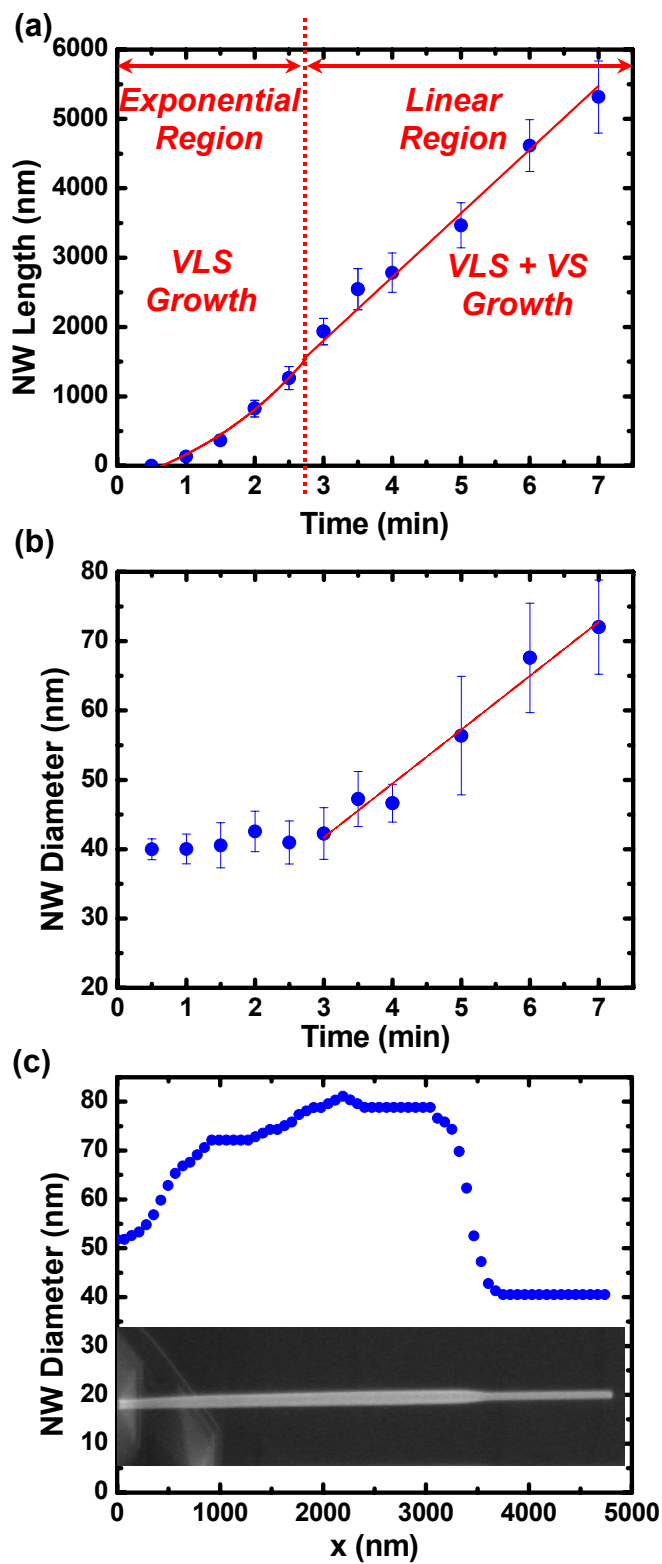 (a)
6000
5000
4000
3000
2000
1000
0
NW Length (nm)
Exponential
Region
Linear
Region
VLS
Growth
VLS + VS
Growth
0 1 2 3 4 5 6 7
Time (min)
(b)
80
70
60
50
40
30
20
NW Diameter (nm)
0 1 2 3 4 5 6 7
Time (min)
(c)
80
70
60
50
40
30
20
10
0
NW Diameter (nm)
0 1000 2000 3000 4000 5000
x (nm)